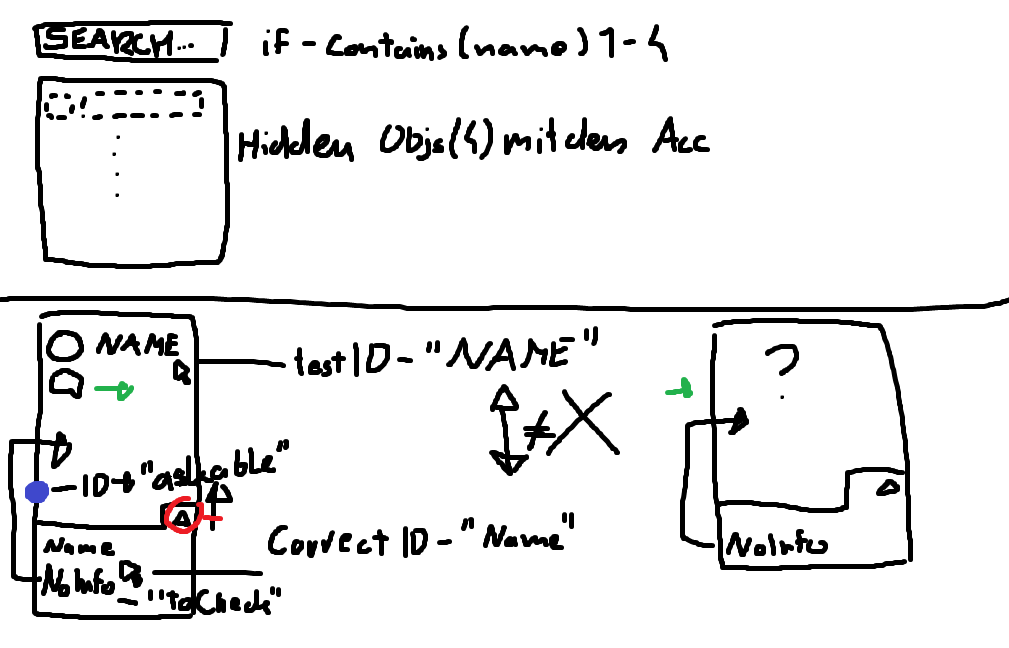 SEARCH... if-Contains(name) 1-4
Hidden Objs(4) mit dem Acc
NAME
testID - "NAME"
?
≠
ID → "askable"
Correct ID - "Name"
Name
NoInfo
NoInfo
"toCheck"